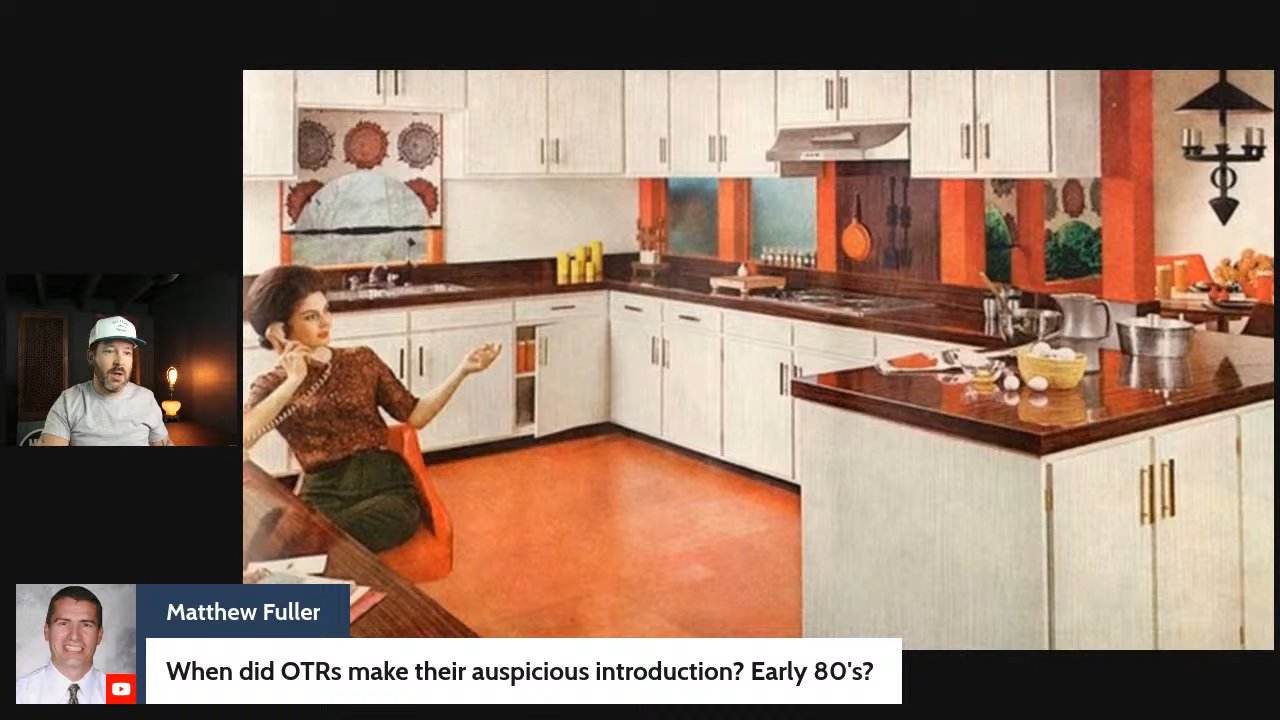 Matthew Fuller
When did OTRs make their auspicious introduction? Early 80's?